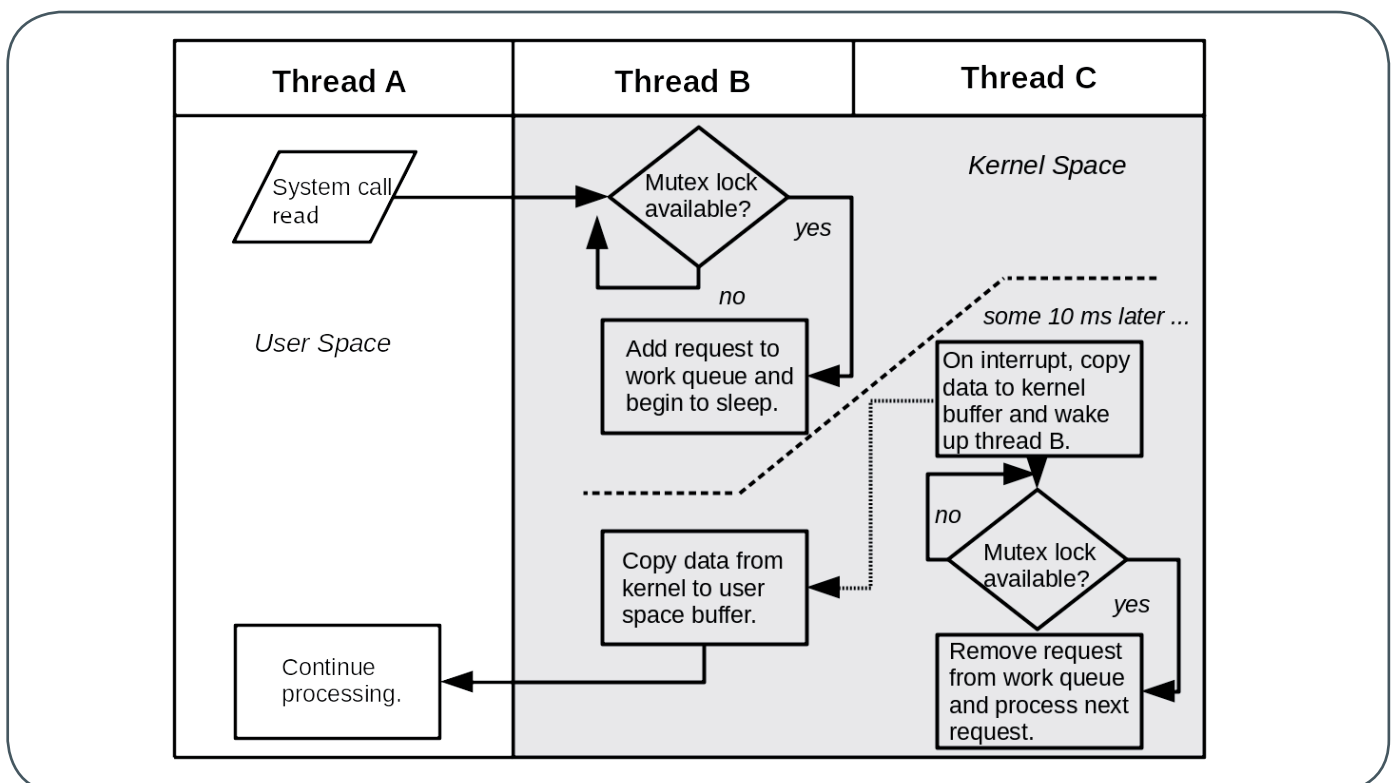 Thread A
Thread B
Thread C
System call
read
Mutex lock
available?
yes
no
Kernel Space
User Space
Add request to
work queue and
begin to sleep.
some 10 ms later ...
On interrupt, copy
data to kernel
buffer and wake
up thread B.
no
Mutex lock
available?
yes
Copy data from
kernel to user
space buffer.
Continue
processing.
Remove request
from work queue
and process next
request.